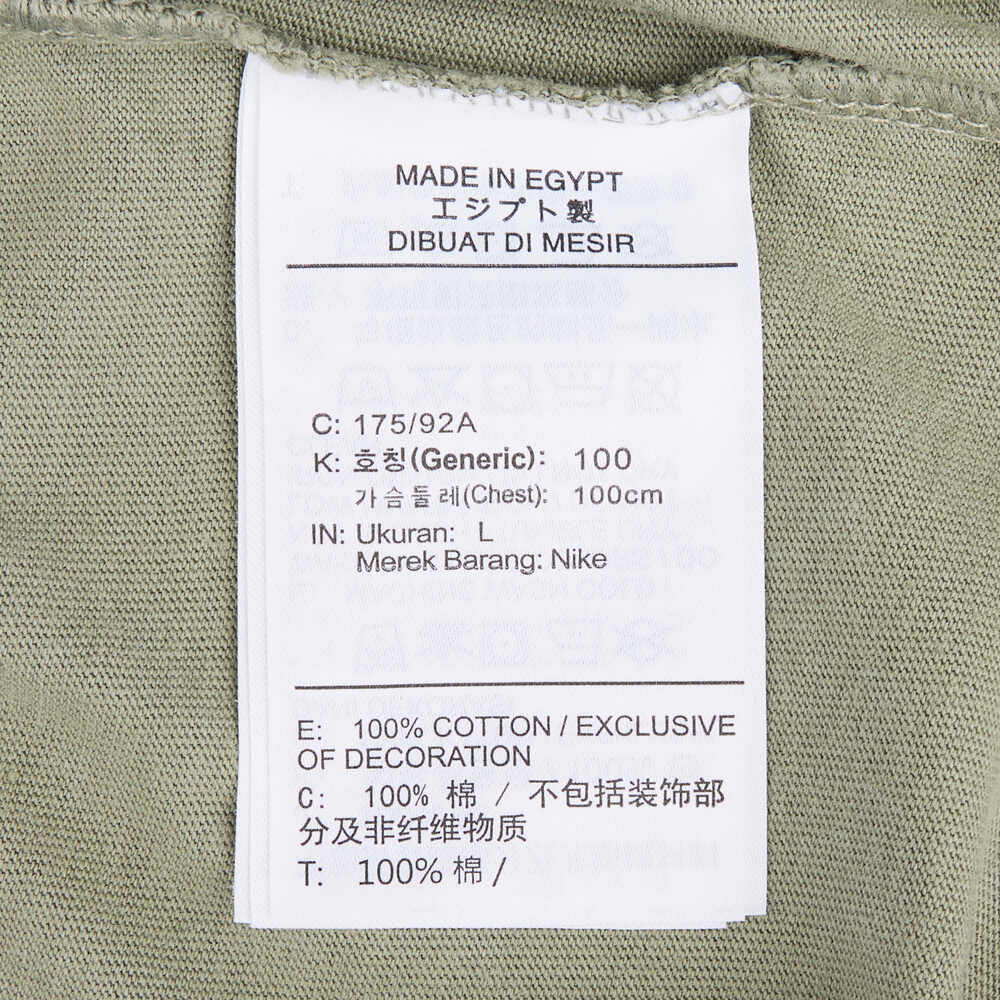 MADE IN EGYPT
エジプト製
DIBUAT DI MESIR
C: 175/92A
K: 호칭(Generic): 100
가슴둘레(Chest): 100cm
IN: Ukuran: L
Merek Barang: Nike
E: 100% COTTON / EXCLUSIVE
OF DECORATION
C: 100% 棉 / 不包括装饰部
分及非纤维物质
T: 100% 棉 /